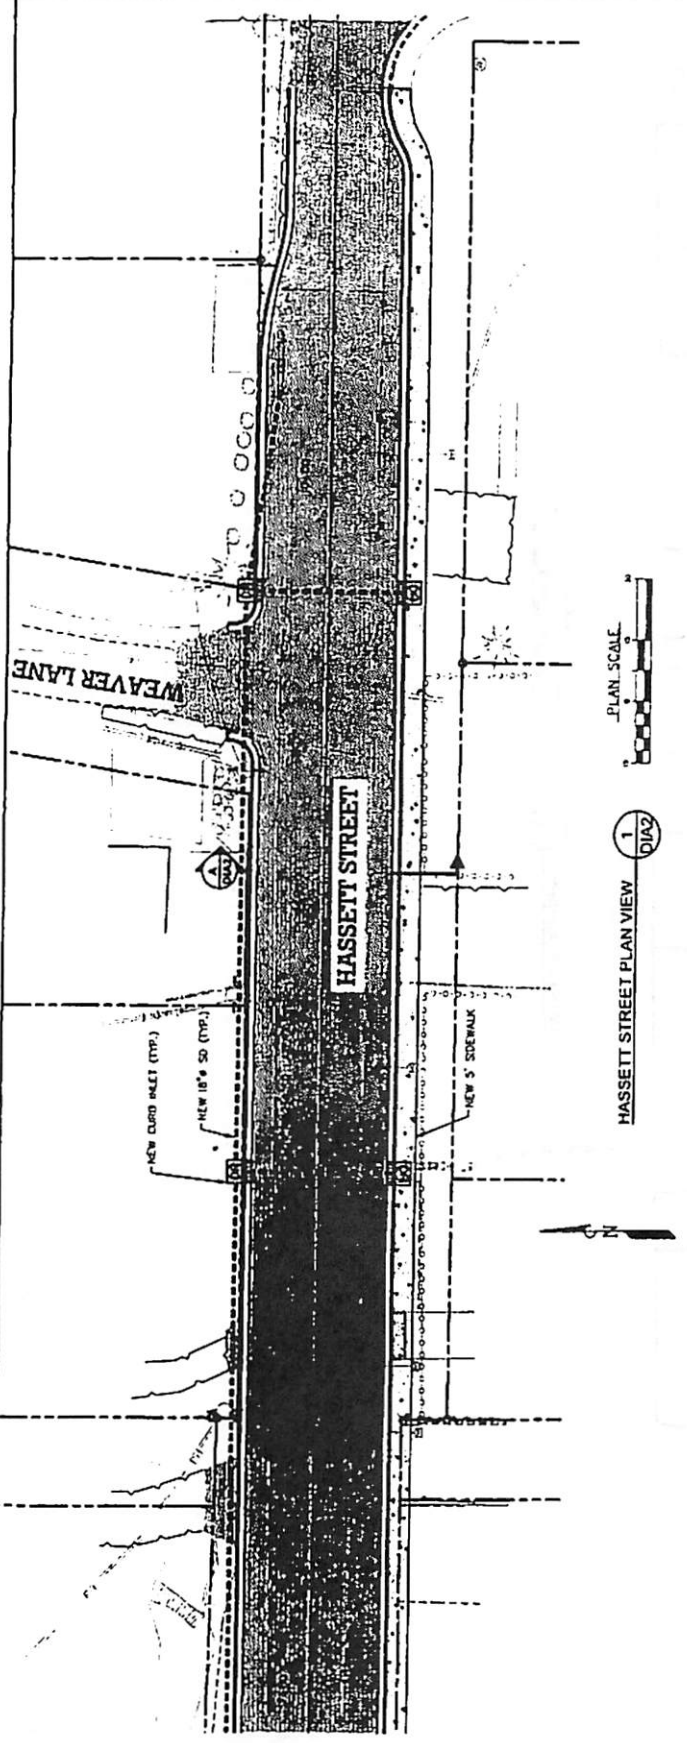 WEAVER LANE
HASSETT STREET
NEW CURB INLET (TYP.)
NEW 18"ø SD (TYP.)
NEW 5' SIDEWALK
A
PLAN SCALE
HASSETT STREET PLAN VIEW
1
DIA2
N